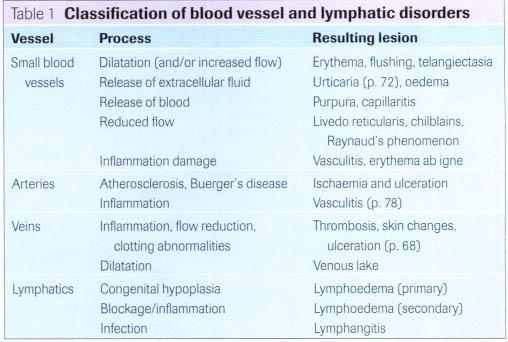 Table 1 Classification of blood vessel and lymphatic disorders
Vessel Process Resulting lesion
Small blood Dilatation (and/or increased flow) Erythema, flushing, telangiectasia
vessels Release of extracellular fluid Urticaria (p. 72), oedema
Release of blood Purpura, capillaritis
Reduced flow Livedo reticularis, chilblains,
Raynaud's phenomenon
Inflammation damage Vasculitis, erythema ab igne
Arteries Atherosclerosis, Buerger's disease Ischaemia and ulceration
Inflammation Vasculitis (p. 78)
Veins Inflammation, flow reduction, Thrombosis, skin changes,
clotting abnormalities ulceration (p. 68)
Dilatation Venous lake
Lymphatics Congenital hypoplasia Lymphoedema (primary)
Blockage/inflammation Lymphoedema (secondary)
Infection Lymphangitis